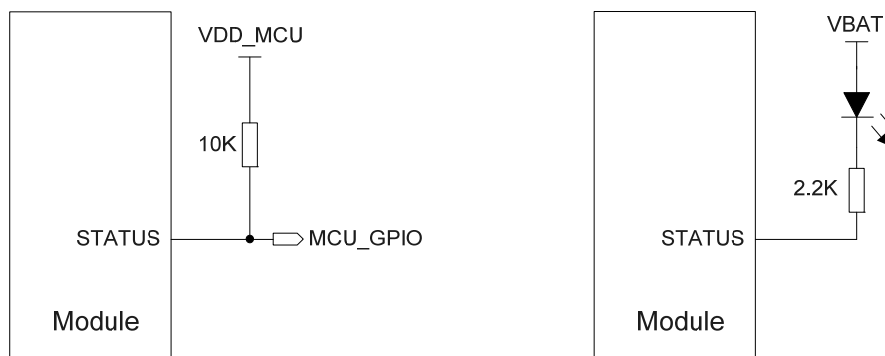 VDD_MCU
10K
STATUS
MCU_GPIO
Module
VBAT
2.2K
STATUS
Module